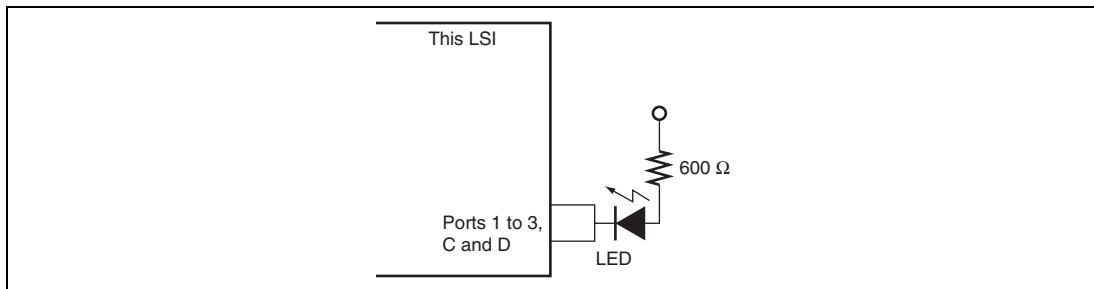 This LSI
600 Ω
Ports 1 to 3,
C and D
LED